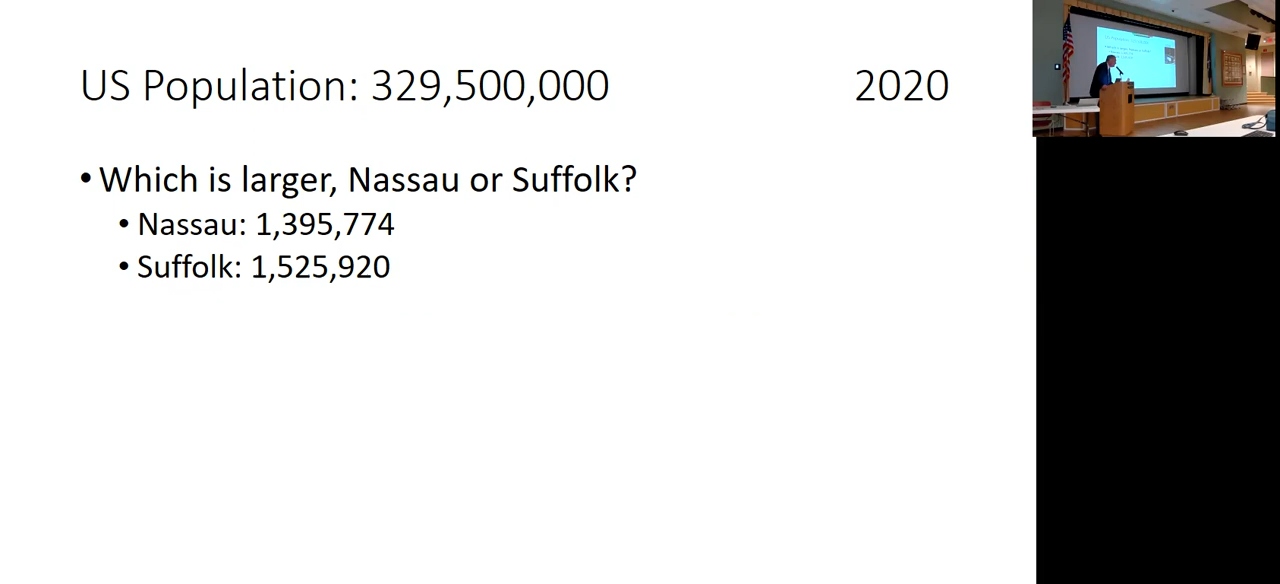 US Population: 329,500,000 2020
• Which is larger, Nassau or Suffolk?
• Nassau: 1,395,774
• Suffolk: 1,525,920